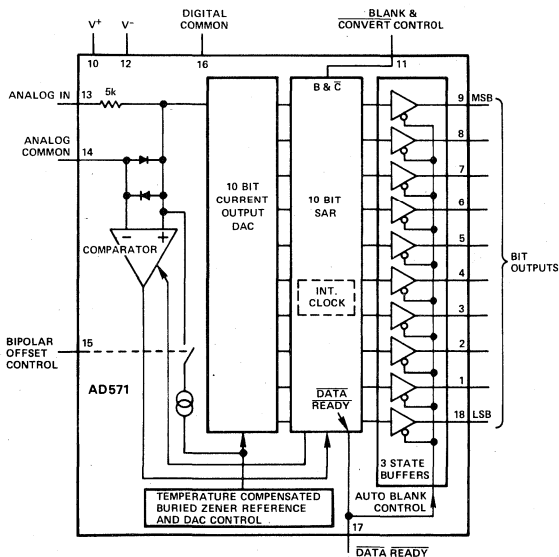 V+
V-
DIGITAL
COMMON
BLANK &
CONVERT CONTROL
10
12
16
11
ANALOG IN
13
5k
B & C
9
MSB
ANALOG
COMMON
14
8
7
10 BIT
CURRENT
OUTPUT
DAC
10 BIT
SAR
6
5
COMPARATOR
- +
4
BIT
OUTPUTS
INT.
CLOCK
3
BIPOLAR
OFFSET
CONTROL
15
2
AD571
1
DATA
READY
18
LSB
3 STATE
BUFFERS
TEMPERATURE COMPENSATED
BURIED ZENER REFERENCE
AND DAC CONTROL
AUTO BLANK
CONTROL
17
DATA READY